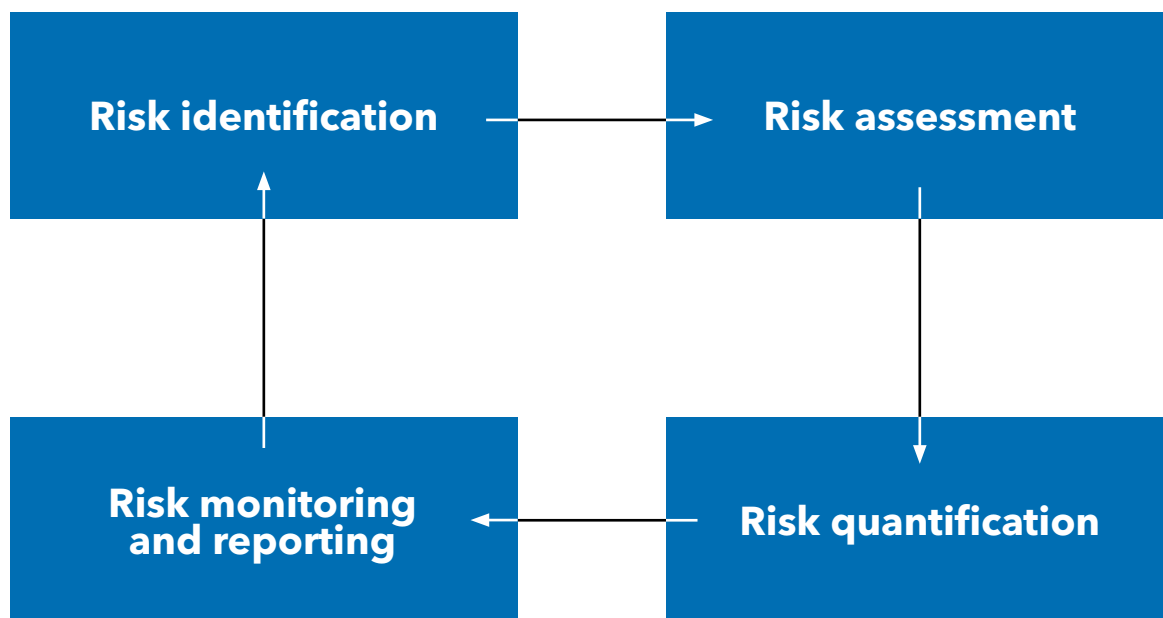 Risk identification
Risk assessment
Risk monitoring
and reporting
Risk quantification